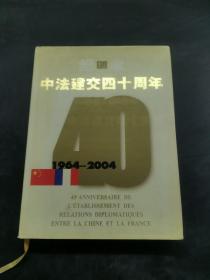 中法建交四十周年
40
1964—2004
40 ANNIVERSAIRE DE
L'ÉTABLISSEMENT DES
RELATIONS DIPLOMATIQUES
ENTRE LA CHINE ET LA FRANCE